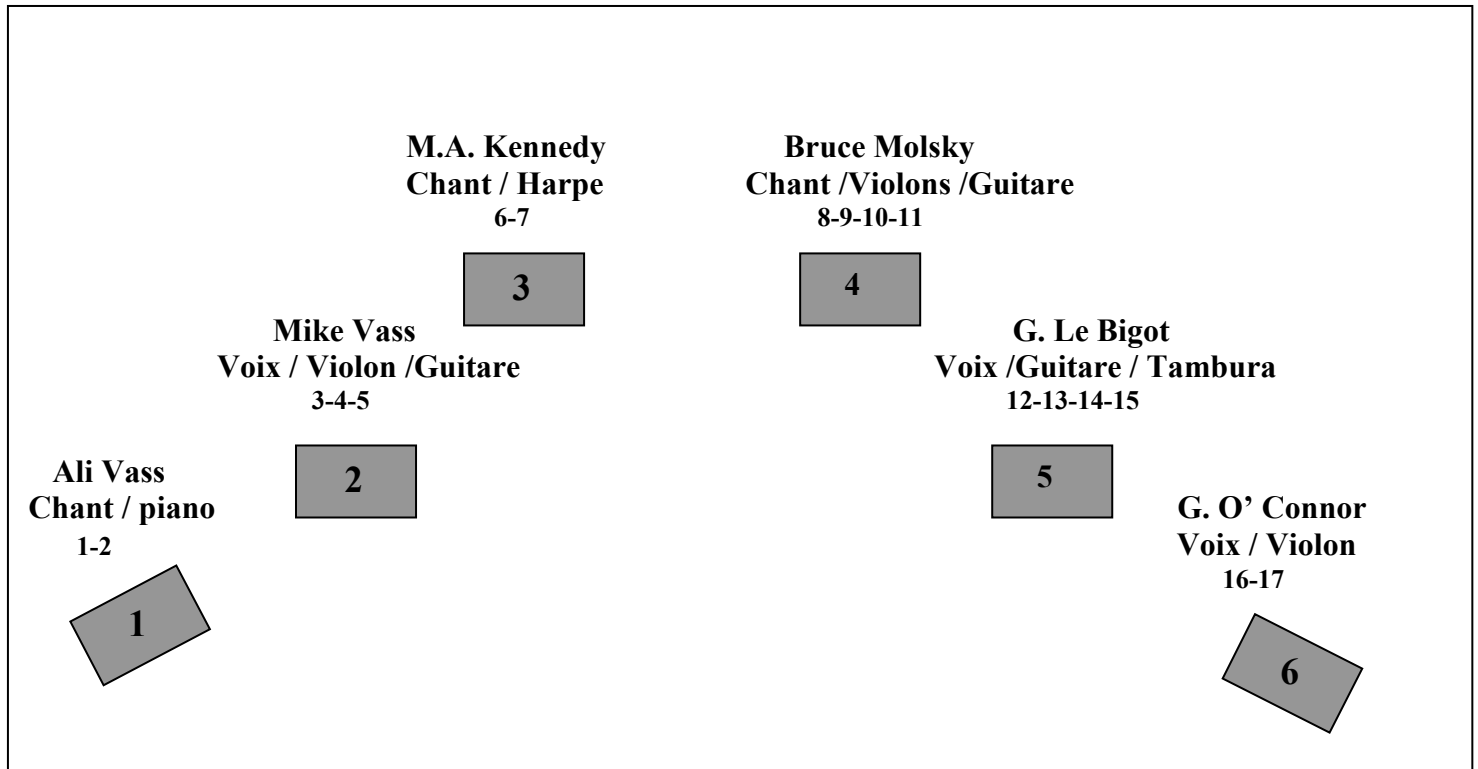 M.A. Kennedy
Chant / Harpe
6-7
3
Bruce Molsky
Chant /Violons /Guitare
8-9-10-11
4
Mike Vass
Voix / Violon /Guitare
3-4-5
2
G. Le Bigot
Voix /Guitare / Tambura
12-13-14-15
5
Ali Vass
Chant / piano
1-2
1
G. O’ Connor
Voix / Violon
16-17
6